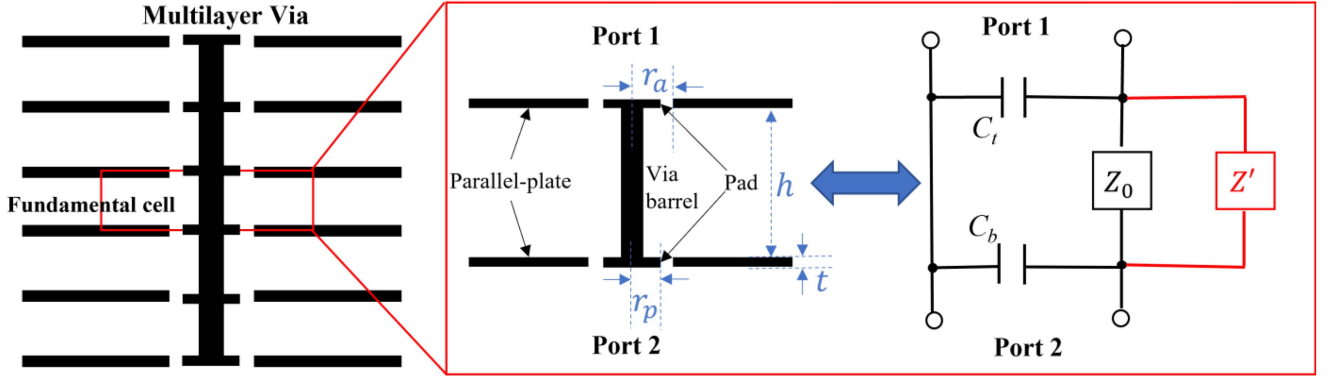 Multilayer Via
Fundamental cell
Port 1
r_a
Parallel-plate
Via
barrel
Pad
h
t
r_p
Port 2
Port 1
C_t
Z_0
Z'
C_b
Port 2